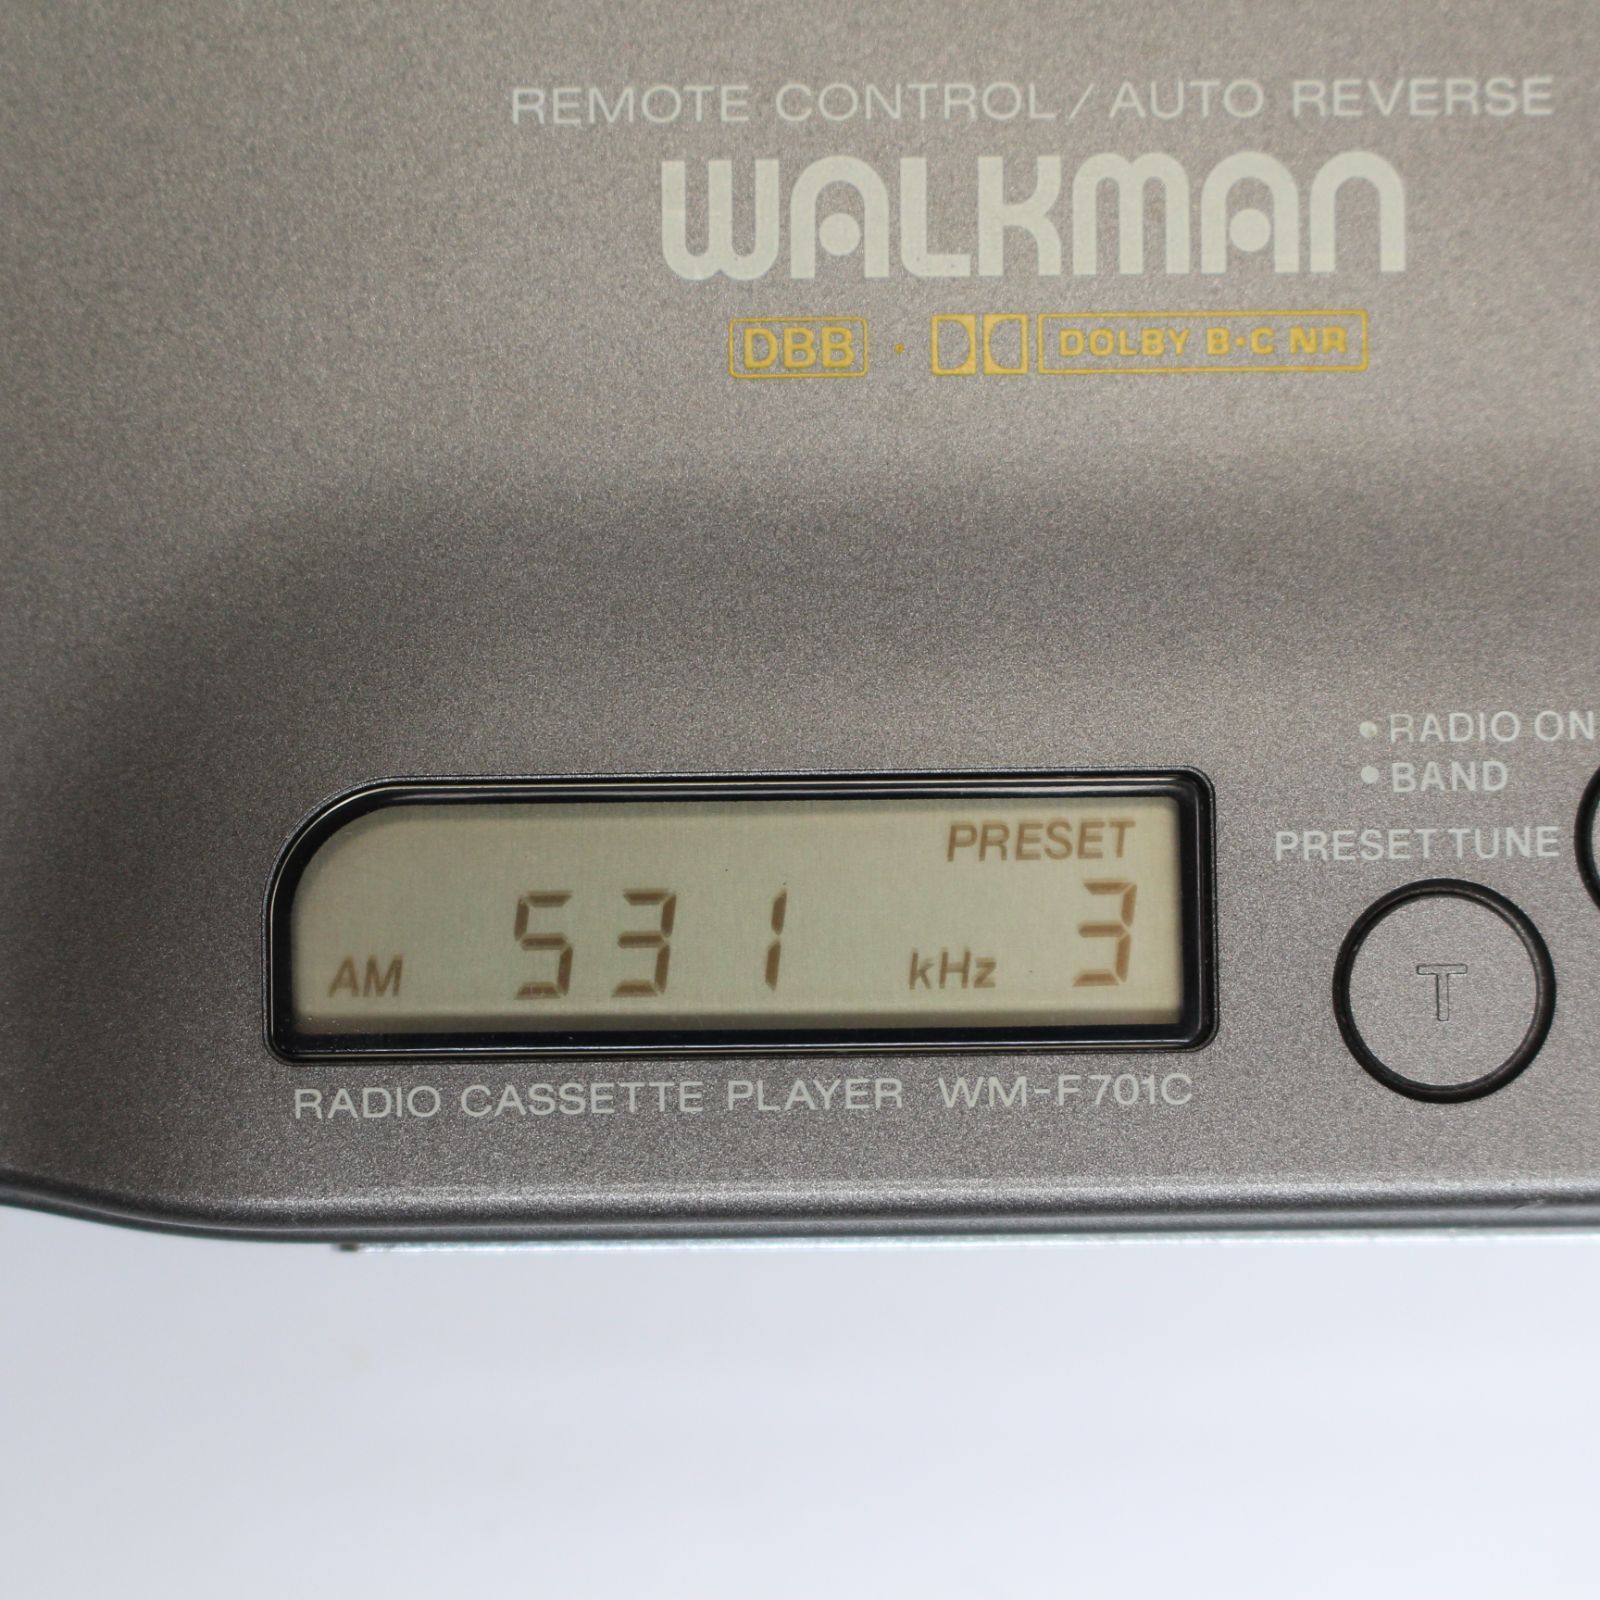 REMOTE CONTROL / AUTO REVERSE
WALKMAN
DBB · DOLBY B·C NR
• RADIO ON
• BAND
PRESET TUNE
PRESET
AM 531 kHz 3
T
RADIO CASSETTE PLAYER WM-F701C